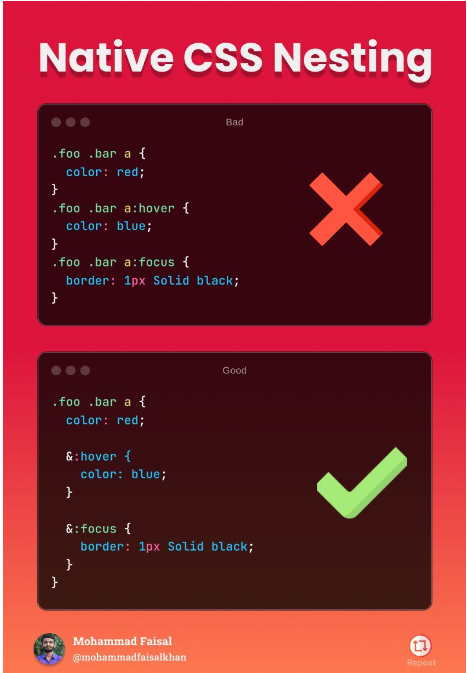 Native CSS Nesting
Bad
.foo .bar a {
  color: red;
}
.foo .bar a:hover {
  color: blue;
}
.foo .bar a:focus {
  border: 1px Solid black;
}
Good
.foo .bar a {
  color: red;
  &:hover {
    color: blue;
  }
  &:focus {
    border: 1px Solid black;
  }
}
Mohammad Faisal
@mohammadfaisalkhan
Repost